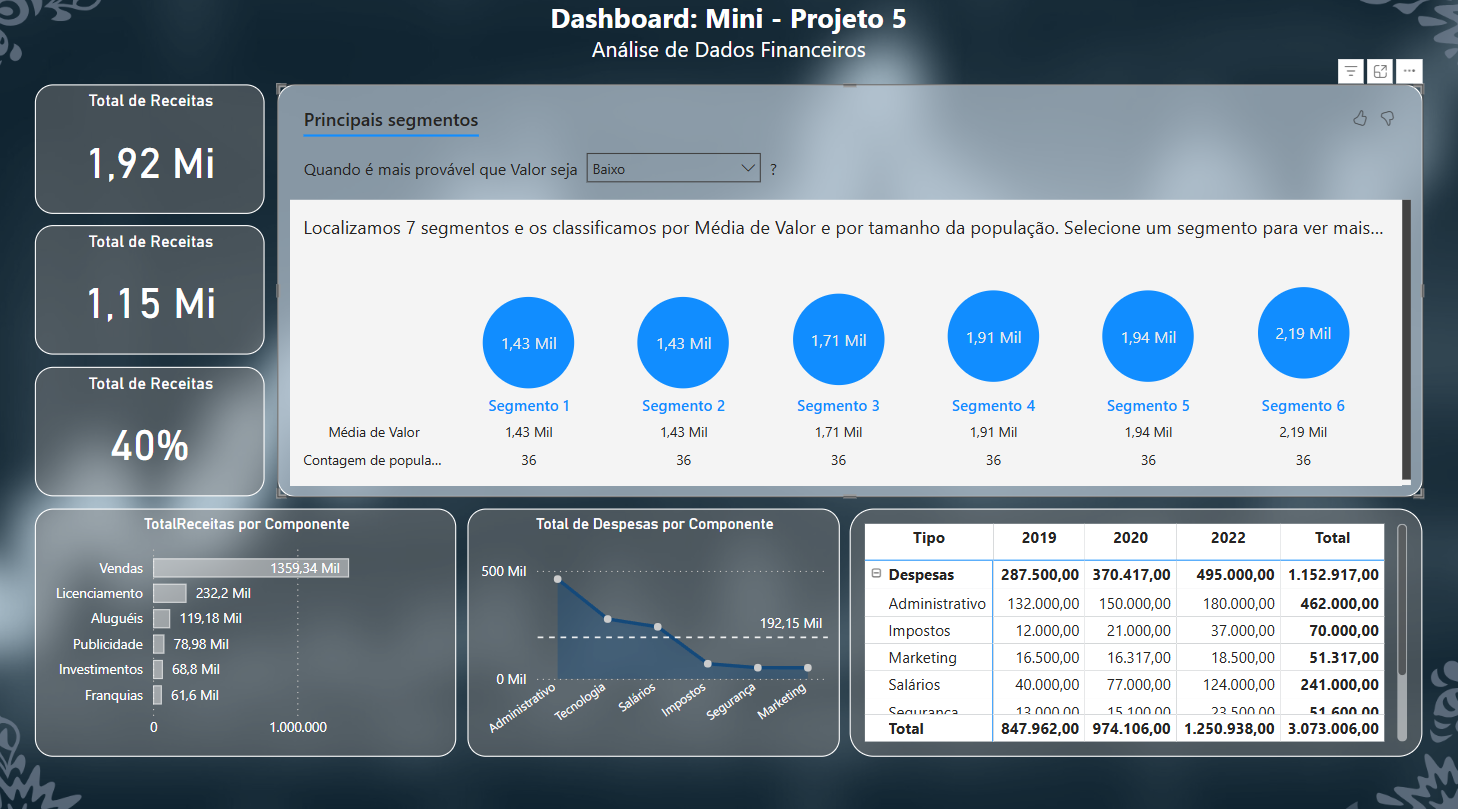 Dashboard: Mini - Projeto 5
Análise de Dados Financeiros
Total de Receitas
1,92 Mi
Total de Receitas
1,15 Mi
Total de Receitas
40%
Principais segmentos
Quando é mais provável que Valor seja Baixo ?
Localizamos 7 segmentos e os classificamos por Média de Valor e por tamanho da população. Selecione um segmento para ver mais...
1,43 Mil 1,43 Mil 1,71 Mil 1,91 Mil 1,94 Mil 2,19 Mil
Segmento 1 Segmento 2 Segmento 3 Segmento 4 Segmento 5 Segmento 6
Média de Valor 1,43 Mil 1,43 Mil 1,71 Mil 1,91 Mil 1,94 Mil 2,19 Mil
Contagem de popula... 36 36 36 36 36 36
TotalReceitas por Componente
Vendas 1359,34 Mil
Licenciamento 232,2 Mil
Aluguéis 119,18 Mil
Publicidade 78,98 Mil
Investimentos 68,8 Mil
Franquias 61,6 Mil
0 1.000.000
Total de Despesas por Componente
500 Mil
192,15 Mil
0 Mil
Administrativo Tecnologia Salários Impostos Segurança Marketing
Tipo 2019 2020 2022 Total
Despesas 287.500,00 370.417,00 495.000,00 1.152.917,00
Administrativo 132.000,00 150.000,00 180.000,00 462.000,00
Impostos 12.000,00 21.000,00 37.000,00 70.000,00
Marketing 16.500,00 16.317,00 18.500,00 51.317,00
Salários 40.000,00 77.000,00 124.000,00 241.000,00
Segurança 13.000,00 15.100,00 23.500,00 51.600,00
Total 847.962,00 974.106,00 1.250.938,00 3.073.006,00